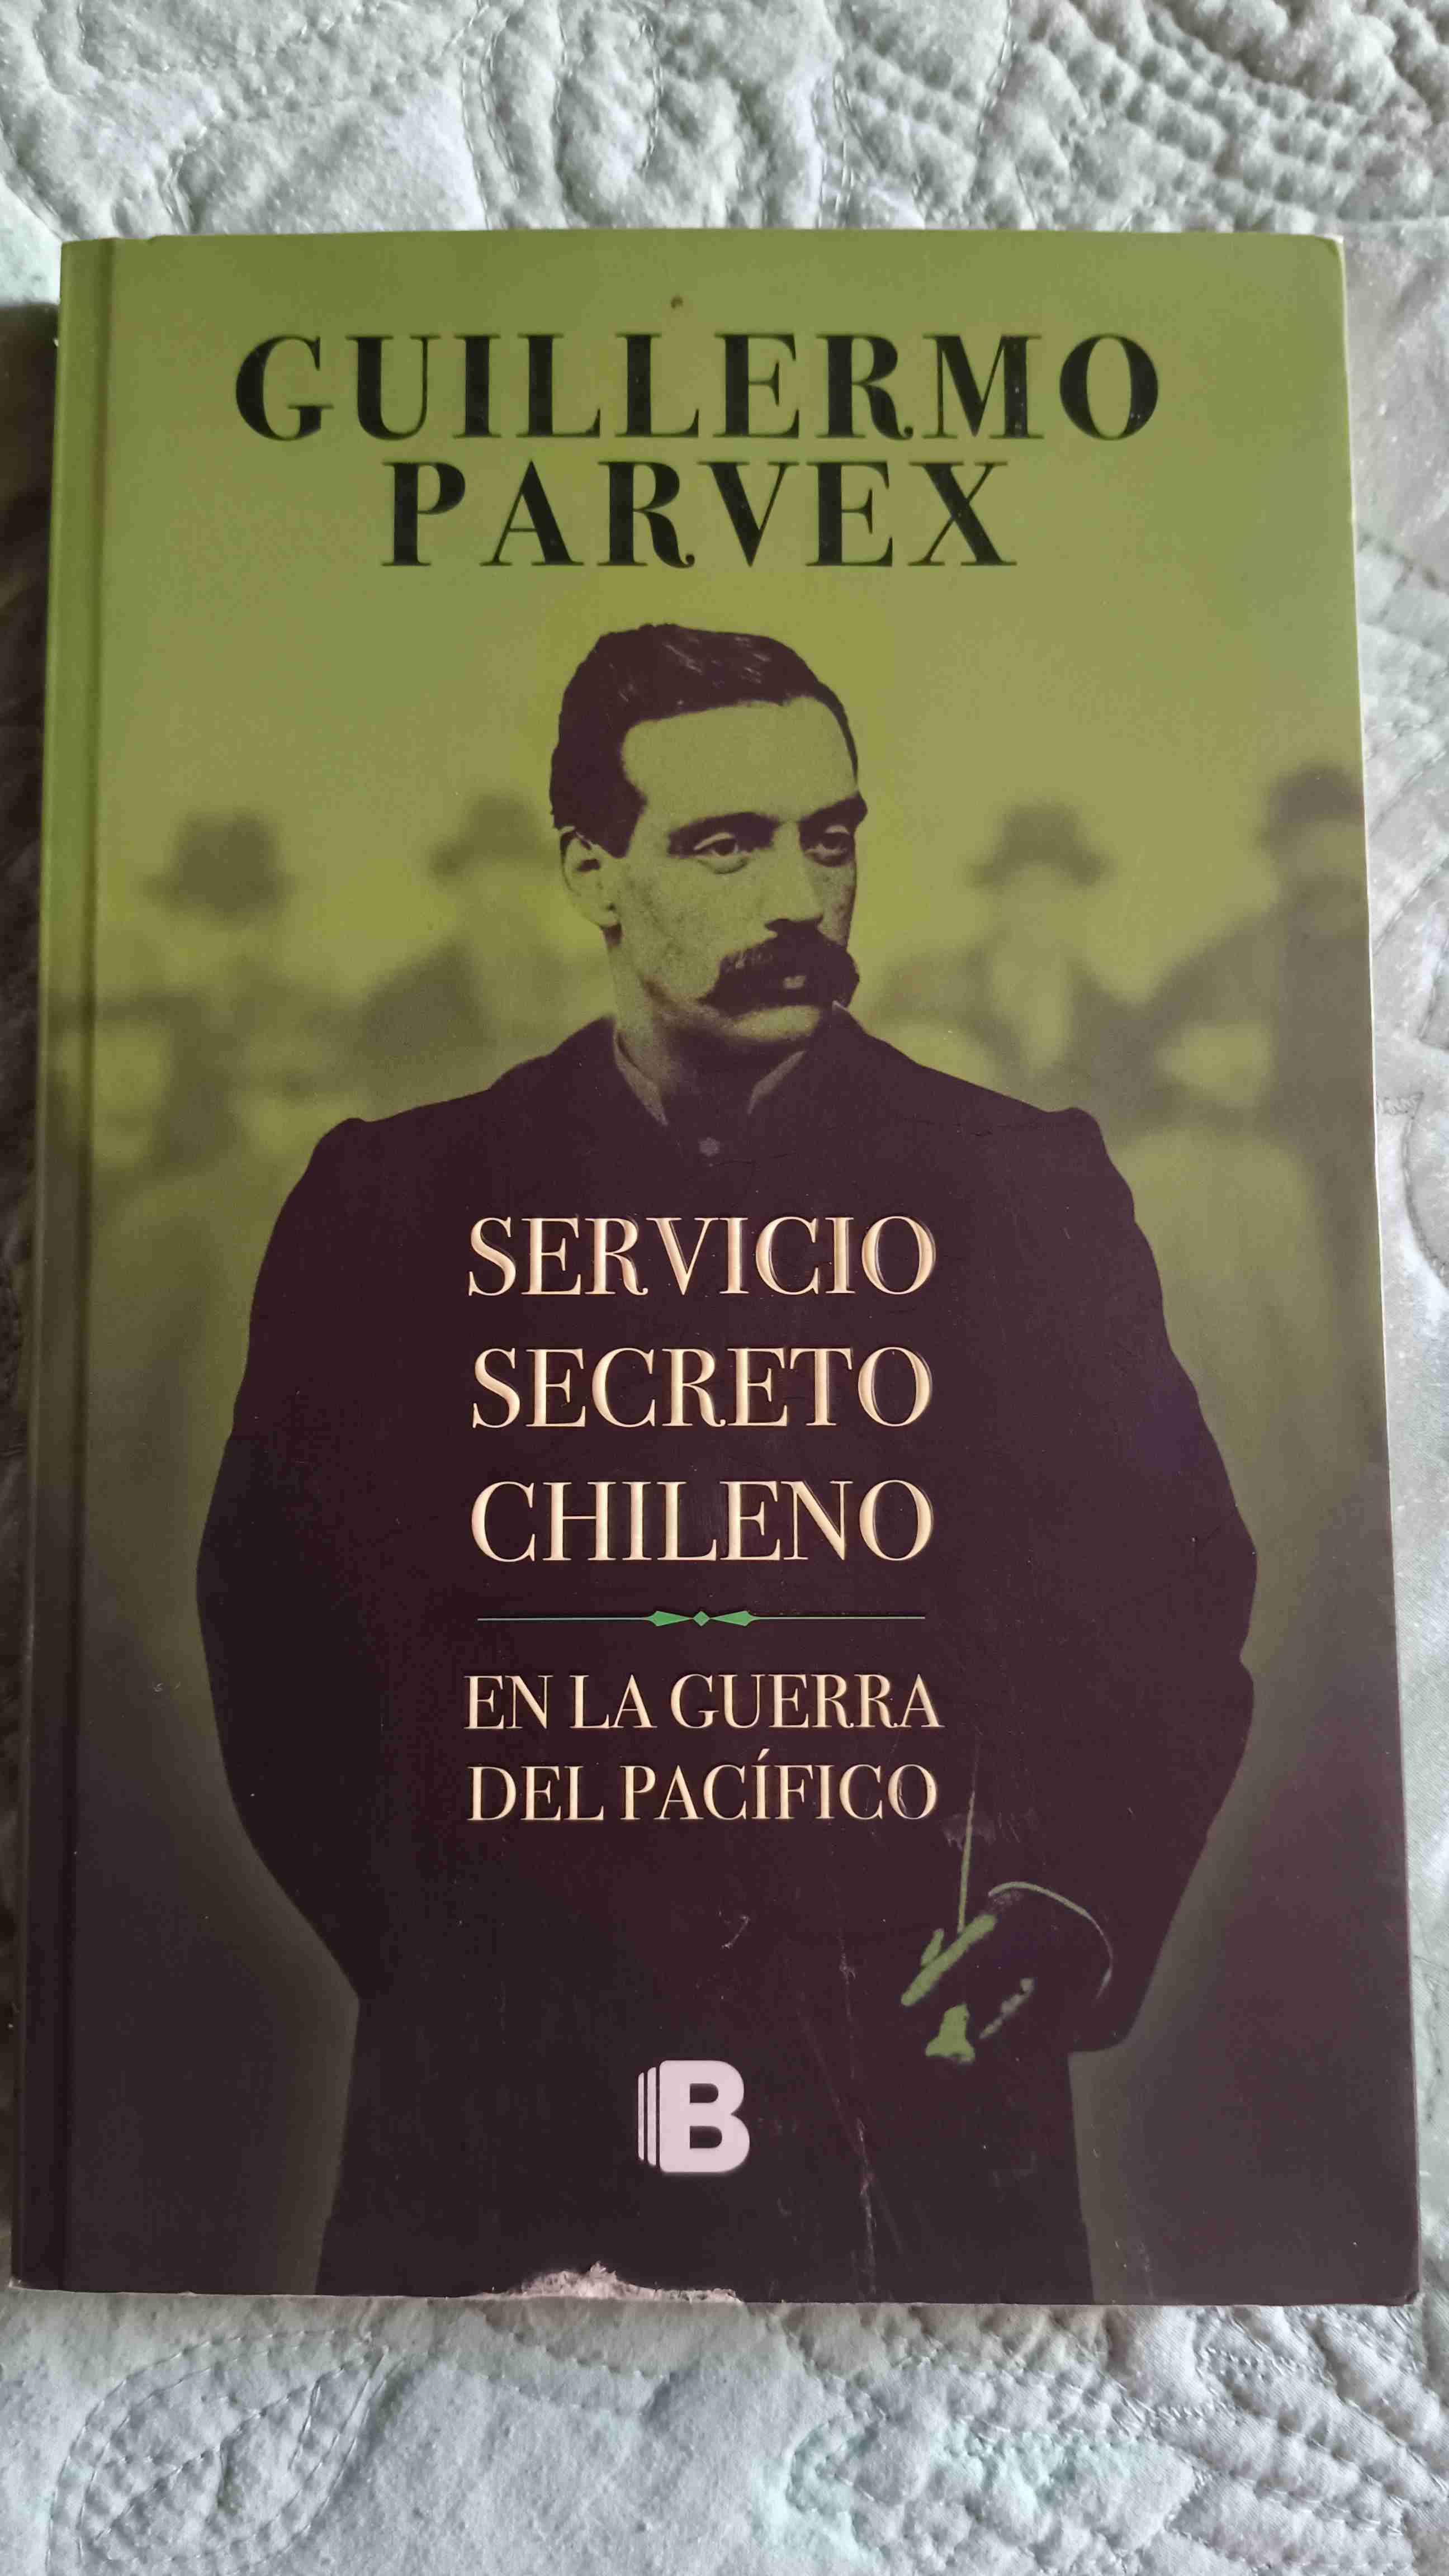 GUILLERMO
PARVEX
SERVICIO
SECRETO
CHILENO
EN LA GUERRA
DEL PACÍFICO
B